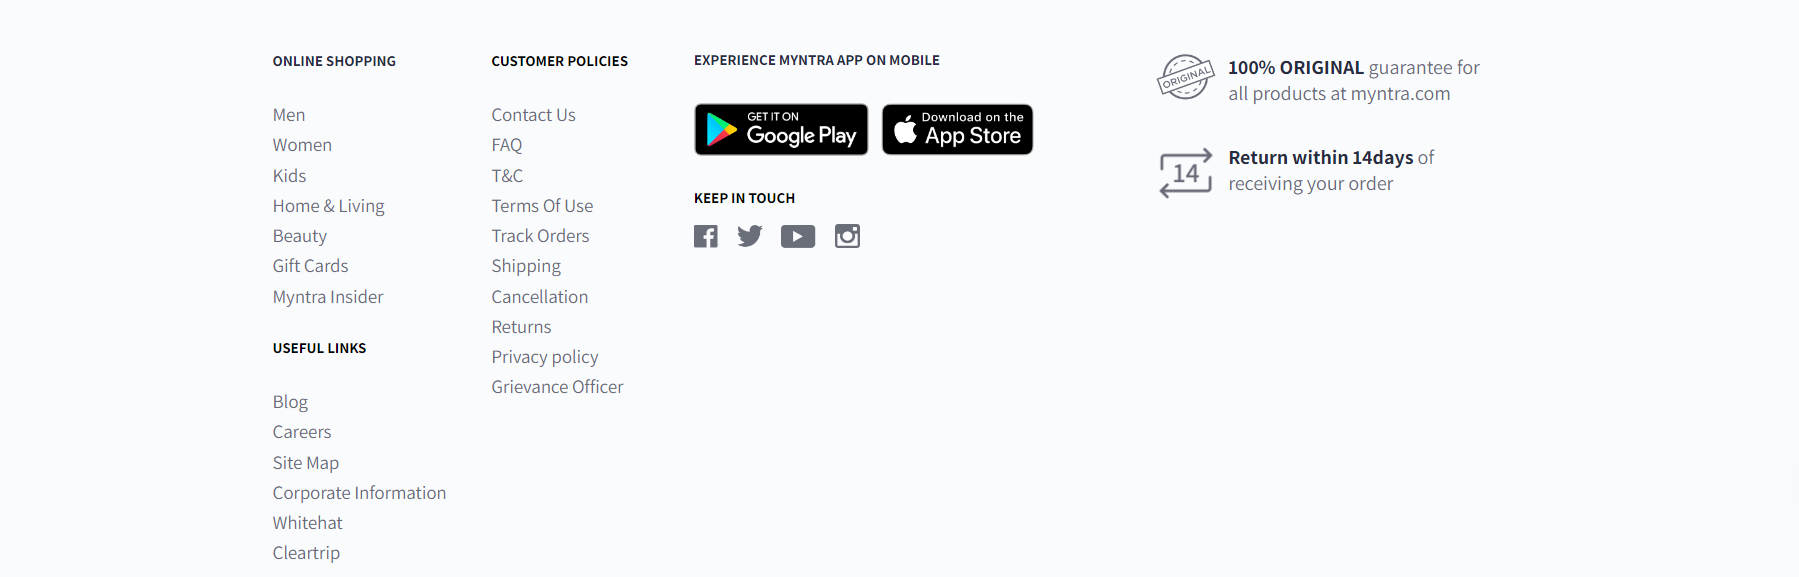 ONLINE SHOPPING
Men
Women
Kids
Home & Living
Beauty
Gift Cards
Myntra Insider
USEFUL LINKS
Blog
Careers
Site Map
Corporate Information
Whitehat
Cleartrip
CUSTOMER POLICIES
Contact Us
FAQ
T&C
Terms Of Use
Track Orders
Shipping
Cancellation
Returns
Privacy policy
Grievance Officer
EXPERIENCE MYNTRA APP ON MOBILE
GET IT ON
Google Play
Download on the
App Store
KEEP IN TOUCH
ORIGINAL
100% ORIGINAL guarantee for
all products at myntra.com
14
Return within 14days of
receiving your order